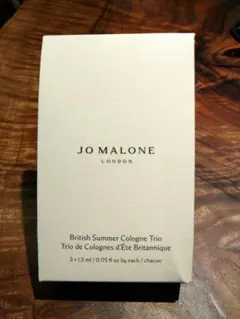 JO MALONE
LONDON
British Summer Cologne Trio
Trio de Colognes d'Été Britannique
3 x 1.5 ml / 0.05 fl oz liq each / chacun